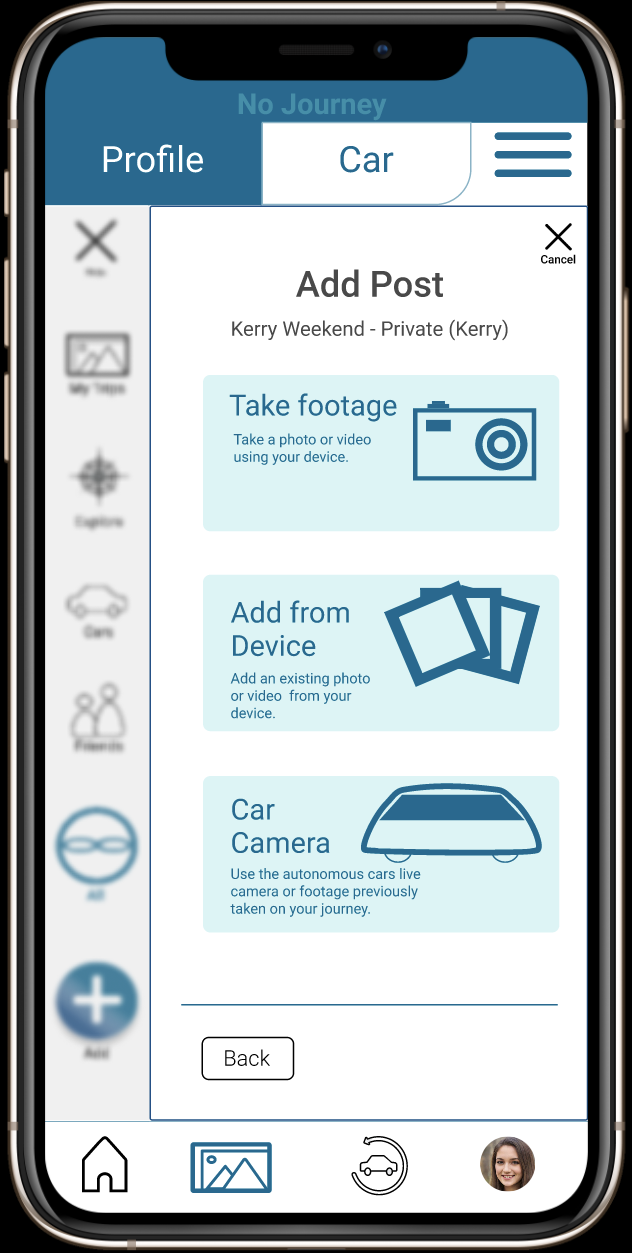 No Journey
Profile
Car
Cancel
Add Post
Kerry Weekend - Private (Kerry)
Take footage
Take a photo or video
using your device.
Add from
Device
Add an existing photo
or video from your
device.
Car
Camera
Use the autonomous cars live
camera or footage previously
taken on your journey.
My Trips
Explore
Cars
Friends
All
Add
Back